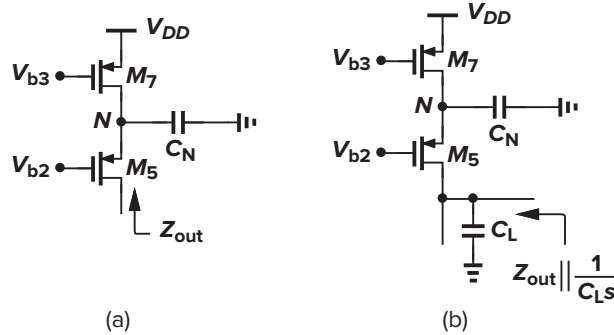 V_DD
V_b3
M_7
N
C_N
V_b2
M_5
Z_out
(a)
V_DD
V_b3
M_7
N
C_N
V_b2
M_5
C_L
Z_out || 1
C_L s
(b)